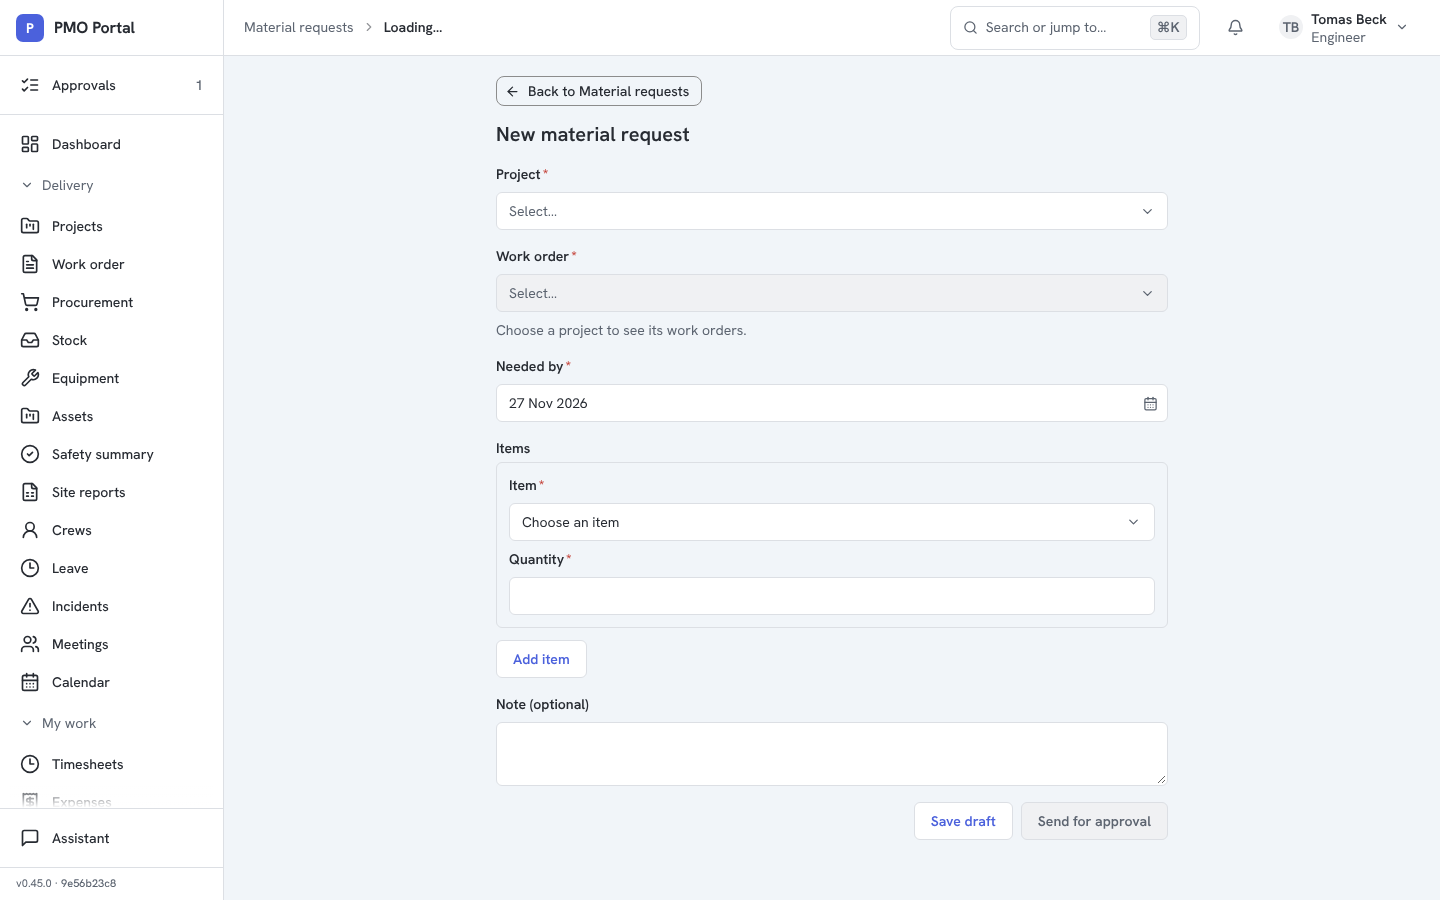 P
PMO Portal
Material requests
Loading...
Search or jump to...
⌘K
TB
Tomas Beck
Engineer
Approvals
1
Dashboard
Delivery
Projects
Work order
Procurement
Stock
Equipment
Assets
Safety summary
Site reports
Crews
Leave
Incidents
Meetings
Calendar
My work
Timesheets
Expenses
Assistant
v0.45.0 · 9e56b23c8
Back to Material requests
New material request
Project *
Select...
Work order *
Select...
Choose a project to see its work orders.
Needed by *
27 Nov 2026
Items
Item *
Choose an item
Quantity *
Add item
Note (optional)
Save draft
Send for approval